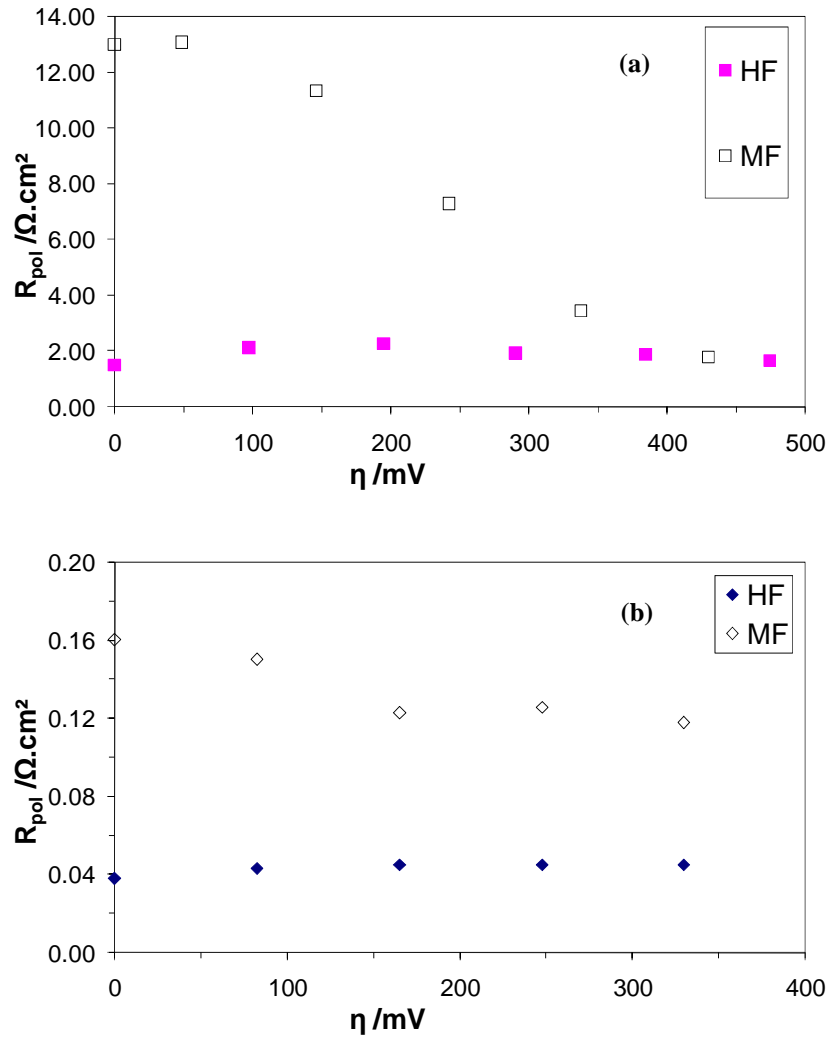 14.00
12.00
10.00
8.00
6.00
4.00
2.00
0.00
R_pol /Ω.cm²
0 100 200 300 400 500
η /mV
(a)
HF
MF
0.20
0.16
0.12
0.08
0.04
0.00
R_pol /Ω.cm²
0 100 200 300 400
η /mV
(b)
HF
MF